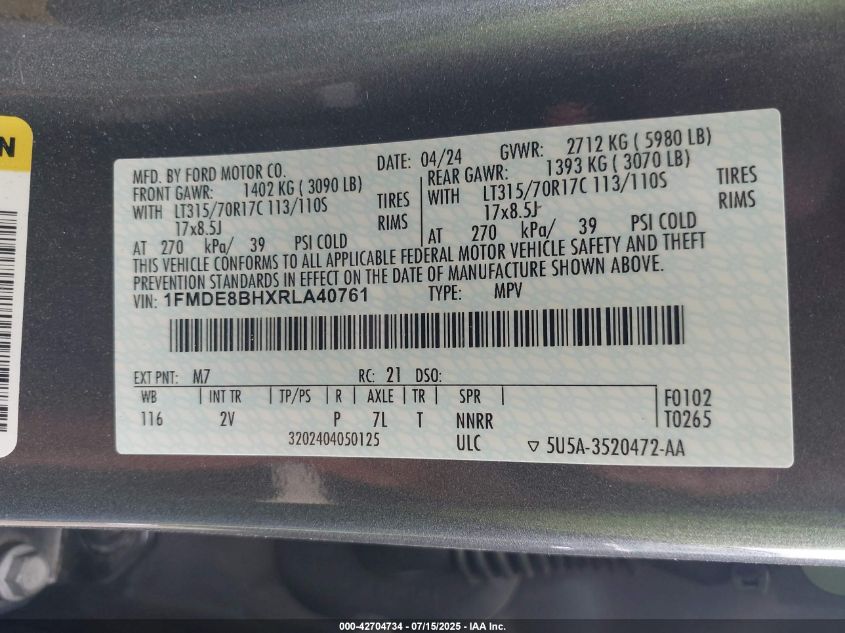 N
MFD. BY FORD MOTOR CO. DATE: 04/24 GVWR: 2712 KG ( 5980 LB)
FRONT GAWR: 1402 KG ( 3090 LB) REAR GAWR: 1393 KG ( 3070 LB)
WITH LT315/70R17C 113/110S TIRES WITH LT315/70R17C 113/110S TIRES
17x8.5J RIMS 17x8.5J RIMS
AT 270 kPa/ 39 PSI COLD AT 270 kPa/ 39 PSI COLD
THIS VEHICLE CONFORMS TO ALL APPLICABLE FEDERAL MOTOR VEHICLE SAFETY AND THEFT
PREVENTION STANDARDS IN EFFECT ON THE DATE OF MANUFACTURE SHOWN ABOVE.
VIN: 1FMDE8BHXRLA40761 TYPE: MPV
EXT PNT: M7 RC: 21 DSO:
WB INT TR TP/PS R AXLE TR SPR F0102
116 2V P 7L T NNRR T0265
3202404050125 ULC ▽ 5U5A-3520472-AA
000-42704734 - 07/15/2025 - IAA Inc.